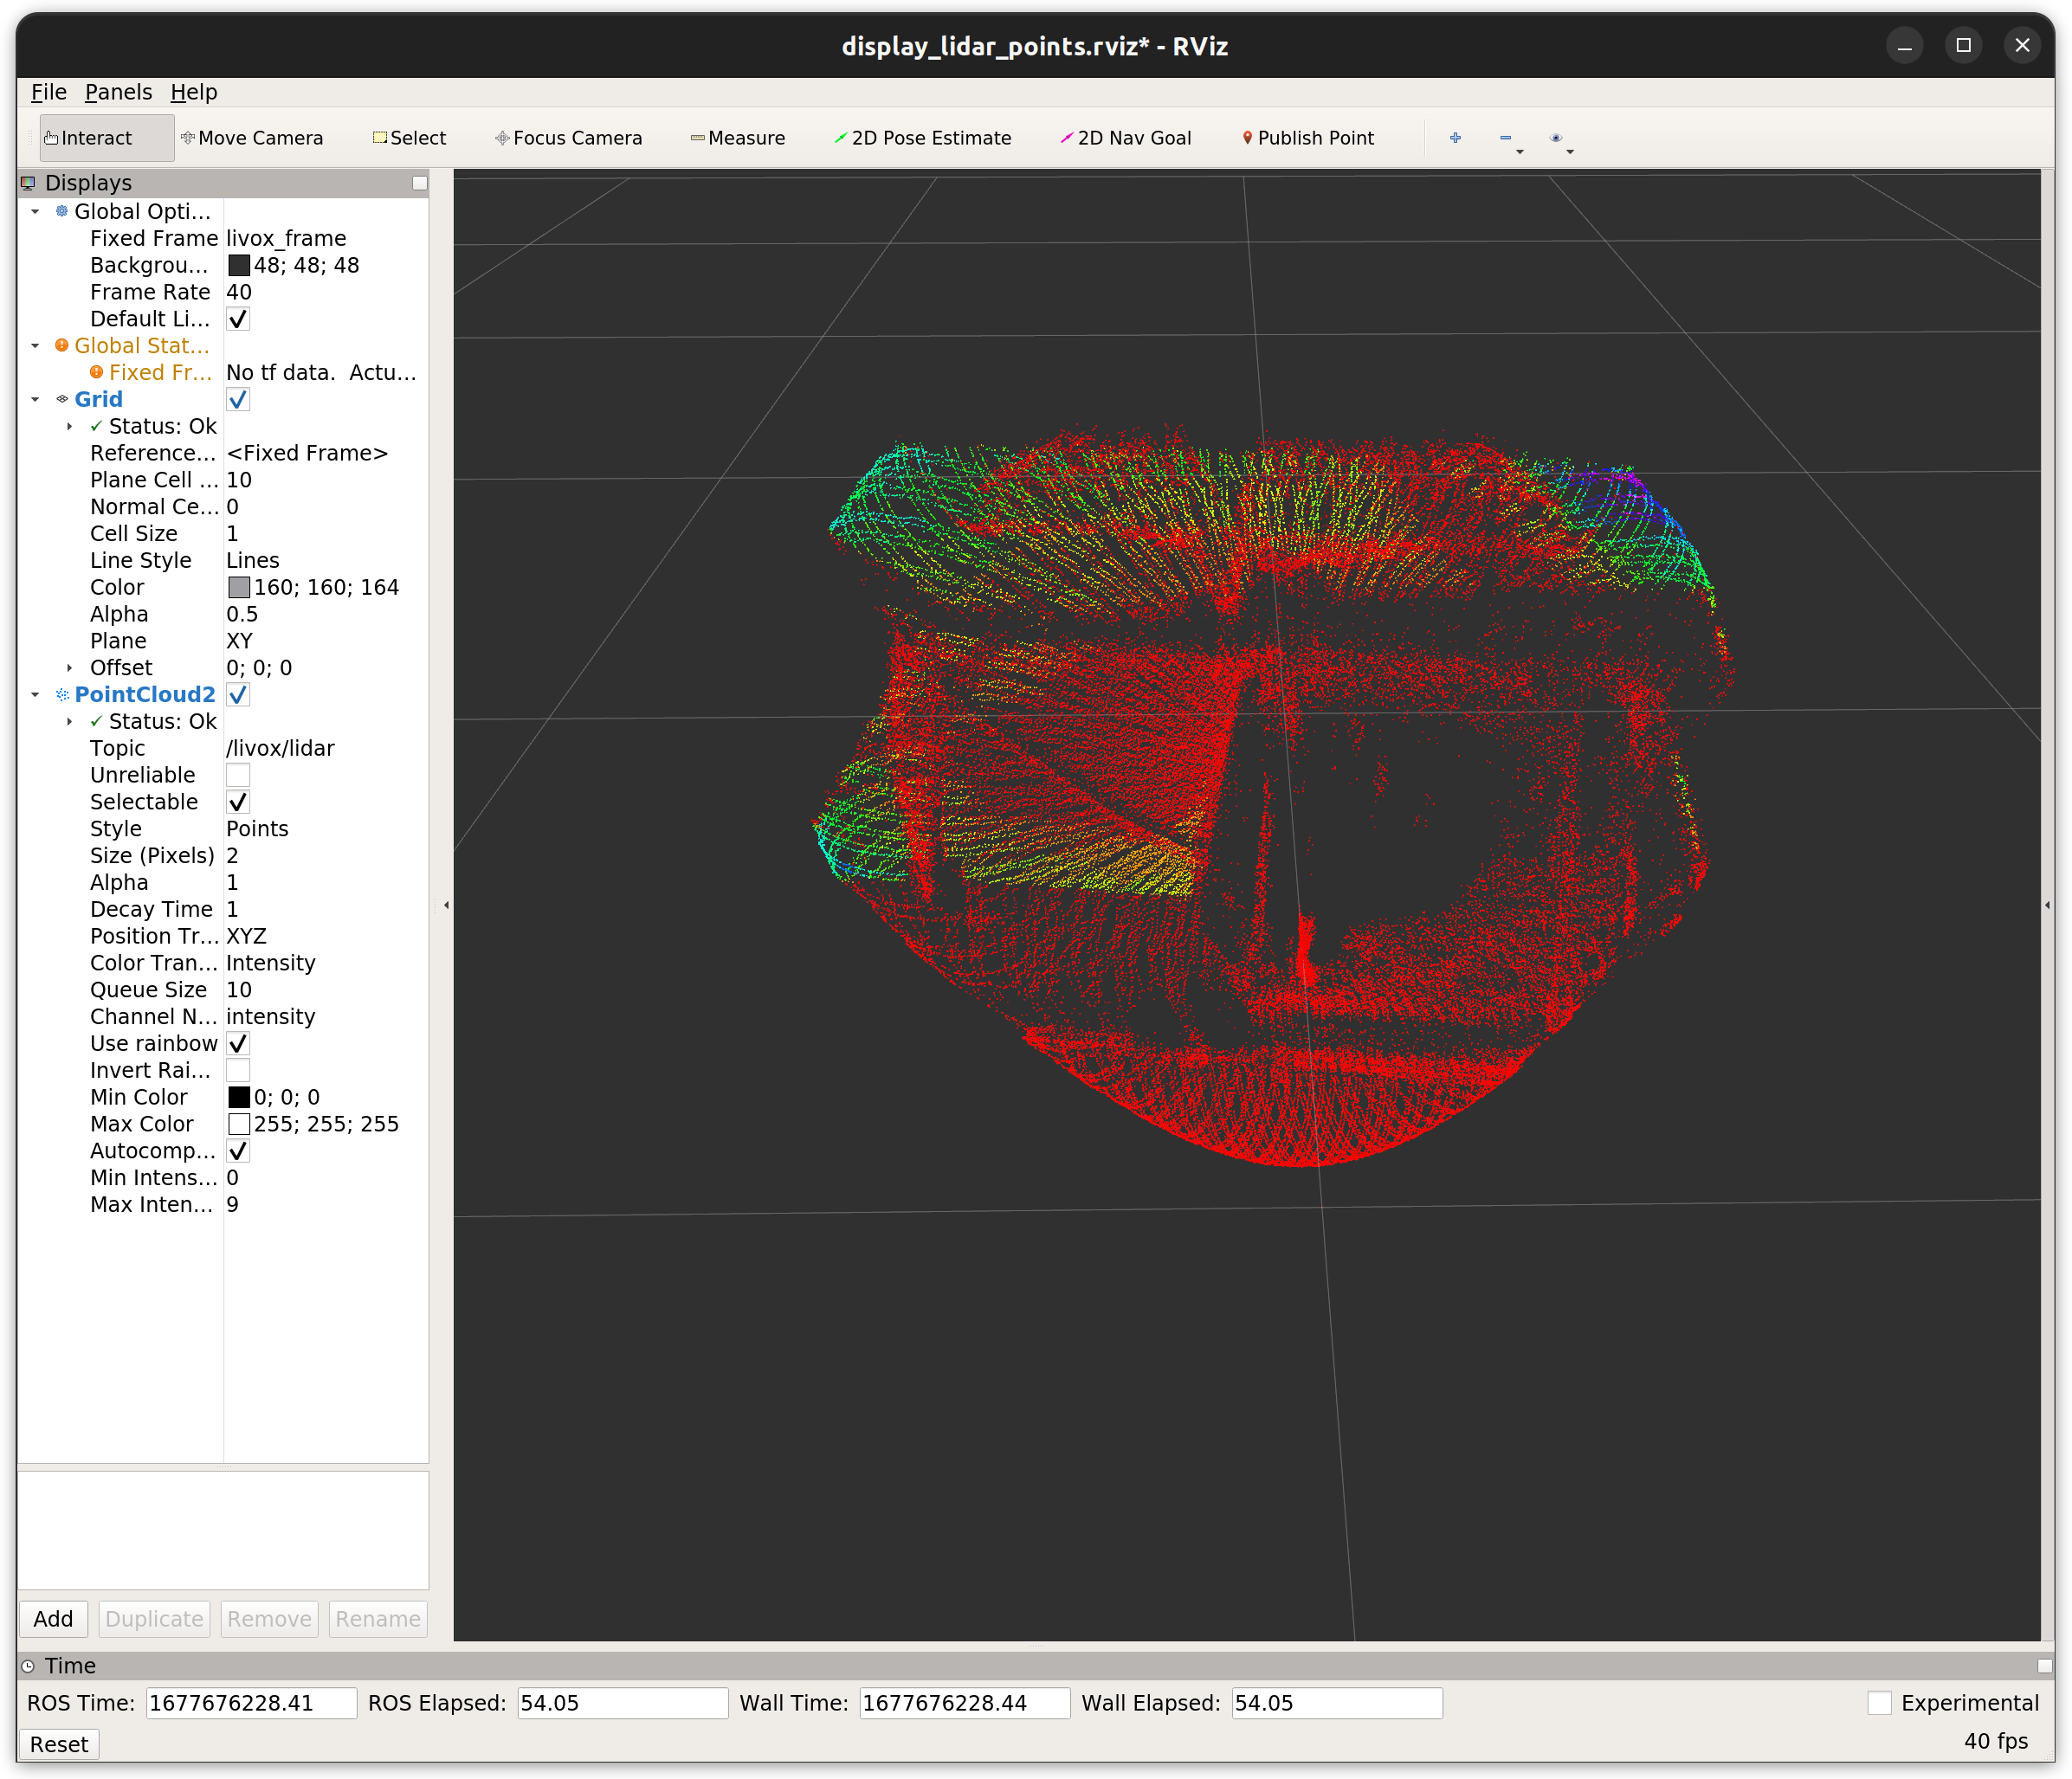 display_lidar_points.rviz* - RViz
File Panels Help
Interact Move Camera Select Focus Camera Measure 2D Pose Estimate 2D Nav Goal Publish Point
Displays
Global Opti...
Fixed Frame livox_frame
Backgrou... 48; 48; 48
Frame Rate 40
Default Li...
Global Stat...
Fixed Fr... No tf data. Actu...
Grid
Status: Ok
Reference... <Fixed Frame>
Plane Cell ... 10
Normal Ce... 0
Cell Size 1
Line Style Lines
Color 160; 160; 164
Alpha 0.5
Plane XY
Offset 0; 0; 0
PointCloud2
Status: Ok
Topic /livox/lidar
Unreliable
Selectable
Style Points
Size (Pixels) 2
Alpha 1
Decay Time 1
Position Tr... XYZ
Color Tran... Intensity
Queue Size 10
Channel N... intensity
Use rainbow
Invert Rai...
Min Color 0; 0; 0
Max Color 255; 255; 255
Autocomp...
Min Intens... 0
Max Inten... 9
Add Duplicate Remove Rename
Time
ROS Time: 1677676228.41 ROS Elapsed: 54.05 Wall Time: 1677676228.44 Wall Elapsed: 54.05 Experimental
Reset 40 fps